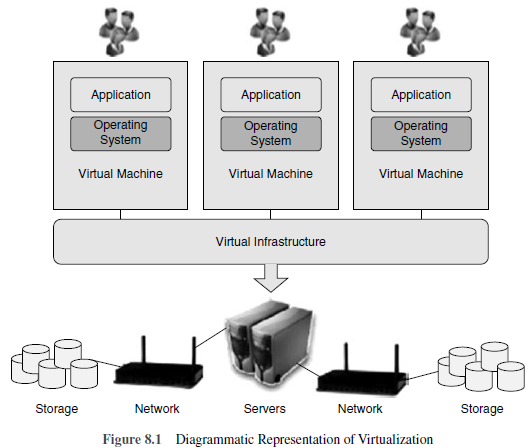 Application
Application
Application
Operating
System
Operating
System
Operating
System
Virtual Machine
Virtual Machine
Virtual Machine
Virtual Infrastructure
Storage
Network
Servers
Network
Storage
Figure 8.1 Diagrammatic Representation of Virtualization